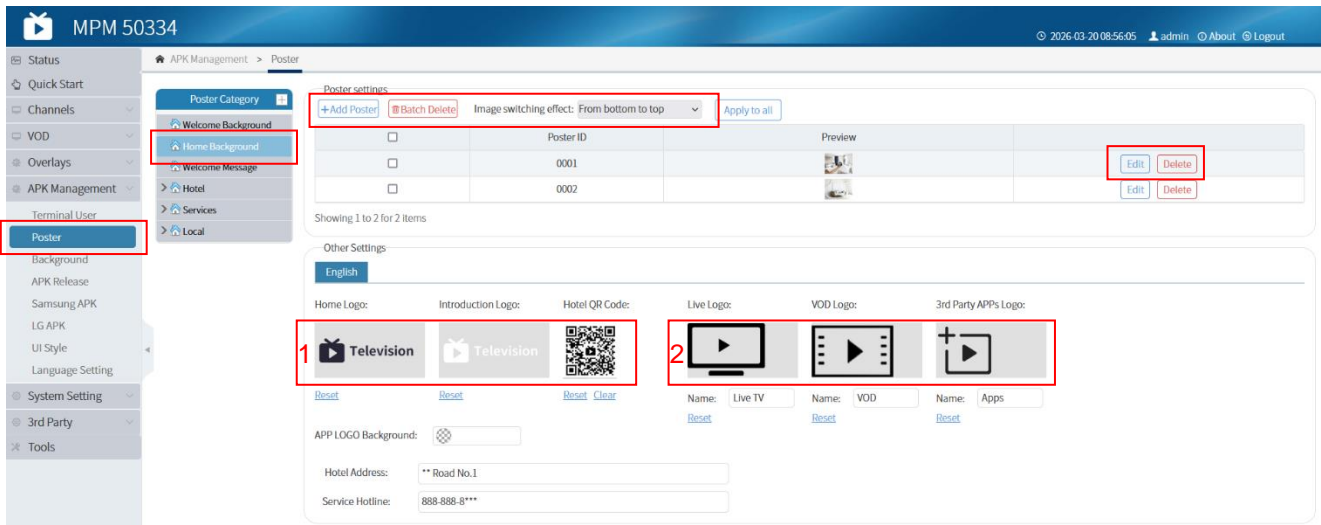 MPM 50334
2026-03-20 08:56:05 admin About Logout
Status
Quick Start
Channels
VOD
Overlays
APK Management
Terminal User
Poster
Background
APK Release
Samsung APK
LG APK
UI Style
Language Setting
System Setting
3rd Party
Tools
APK Management > Poster
Poster Category
Welcome Background
Home Background
Welcome Message
Hotel
Services
Local
Poster settings
+Add Poster Batch Delete Image switching effect: From bottom to top Apply to all
Poster ID Preview
0001 Edit Delete
0002 Edit Delete
Showing 1 to 2 for 2 items
Other Settings
English
Home Logo: Introduction Logo: Hotel QR Code: Live Logo: VOD Logo: 3rd Party APPs Logo:
1 Television Television 2
Reset Reset Reset Clear
Name: Live TV Name: VOD Name: Apps
Reset Reset Reset
APP LOGO Background:
Hotel Address: ** Road No.1
Service Hotline: 888-888-8***